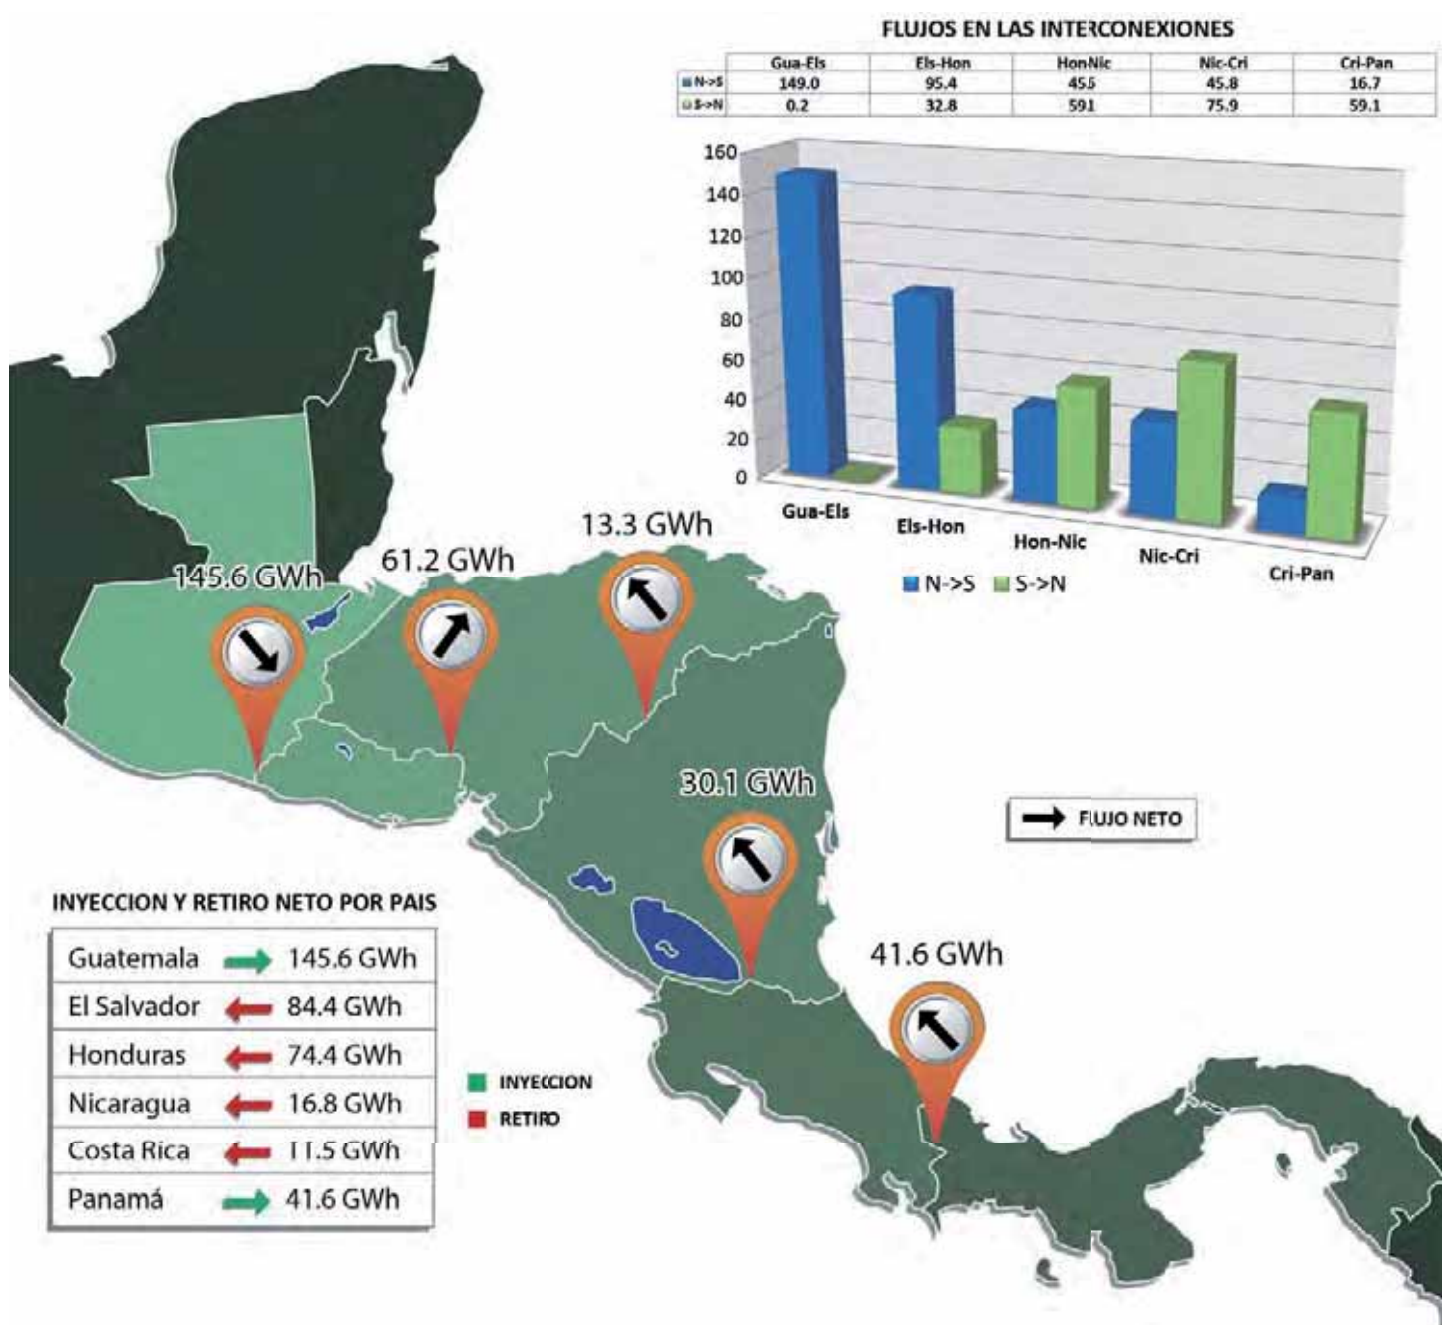 FLUJOS EN LAS INTERCONEXIONES
Gua-Els Els-Hon HonNic Nic-Cri Cri-Pan
N->S 149.0 95.4 455 45.8 16.7
S->N 0.2 32.8 591 75.9 59.1
160
140
120
100
80
60
40
20
0
Gua-Els
Els-Hon
Hon-Nic
Nic-Cri
Cri-Pan
N->S S->N
13.3 GWh
61.2 GWh
145.6 GWh
30.1 GWh
FLUJO NETO
41.6 GWh
INYECCION Y RETIRO NETO POR PAIS
Guatemala 145.6 GWh
El Salvador 84.4 GWh
Honduras 74.4 GWh
Nicaragua 16.8 GWh
Costa Rica 11.5 GWh
Panamá 41.6 GWh
INYECCION
RETIRO